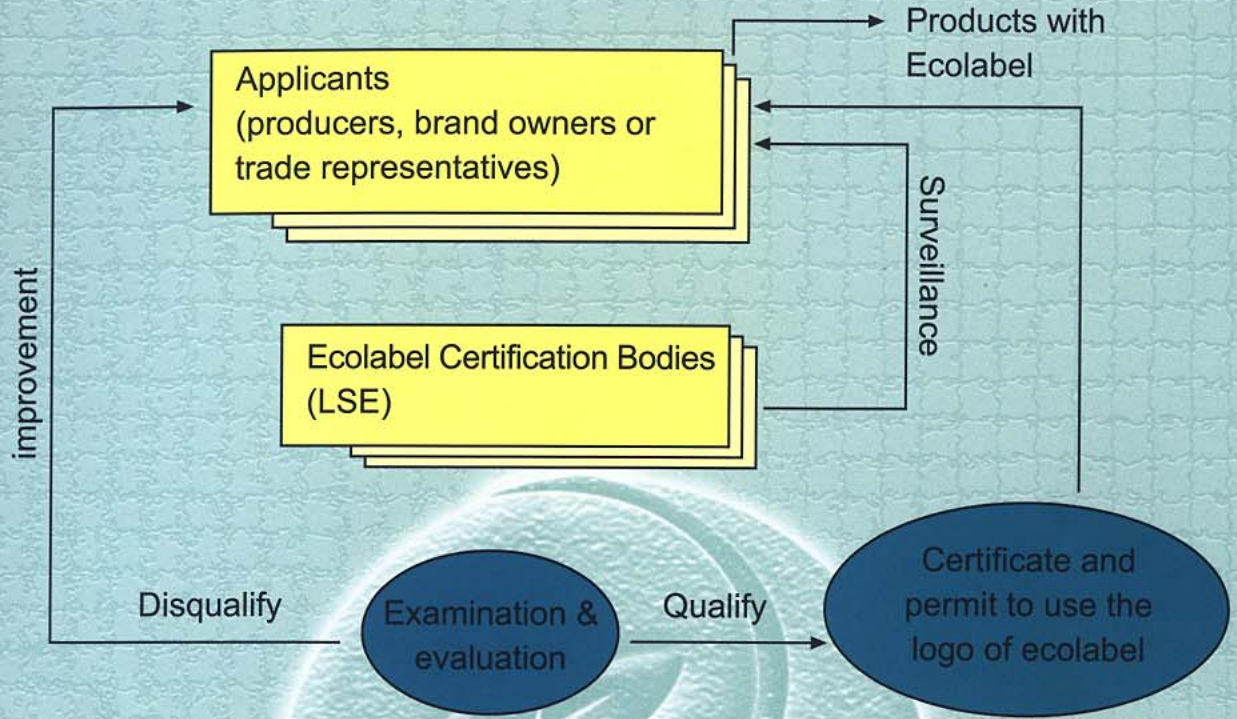 Products with
Ecolabel
Applicants
(producers, brand owners or
trade representatives)
Surveillance
improvement
Ecolabel Certification Bodies
(LSE)
Disqualify
Examination &
evaluation
Qualify
Certificate and
permit to use the
logo of ecolabel